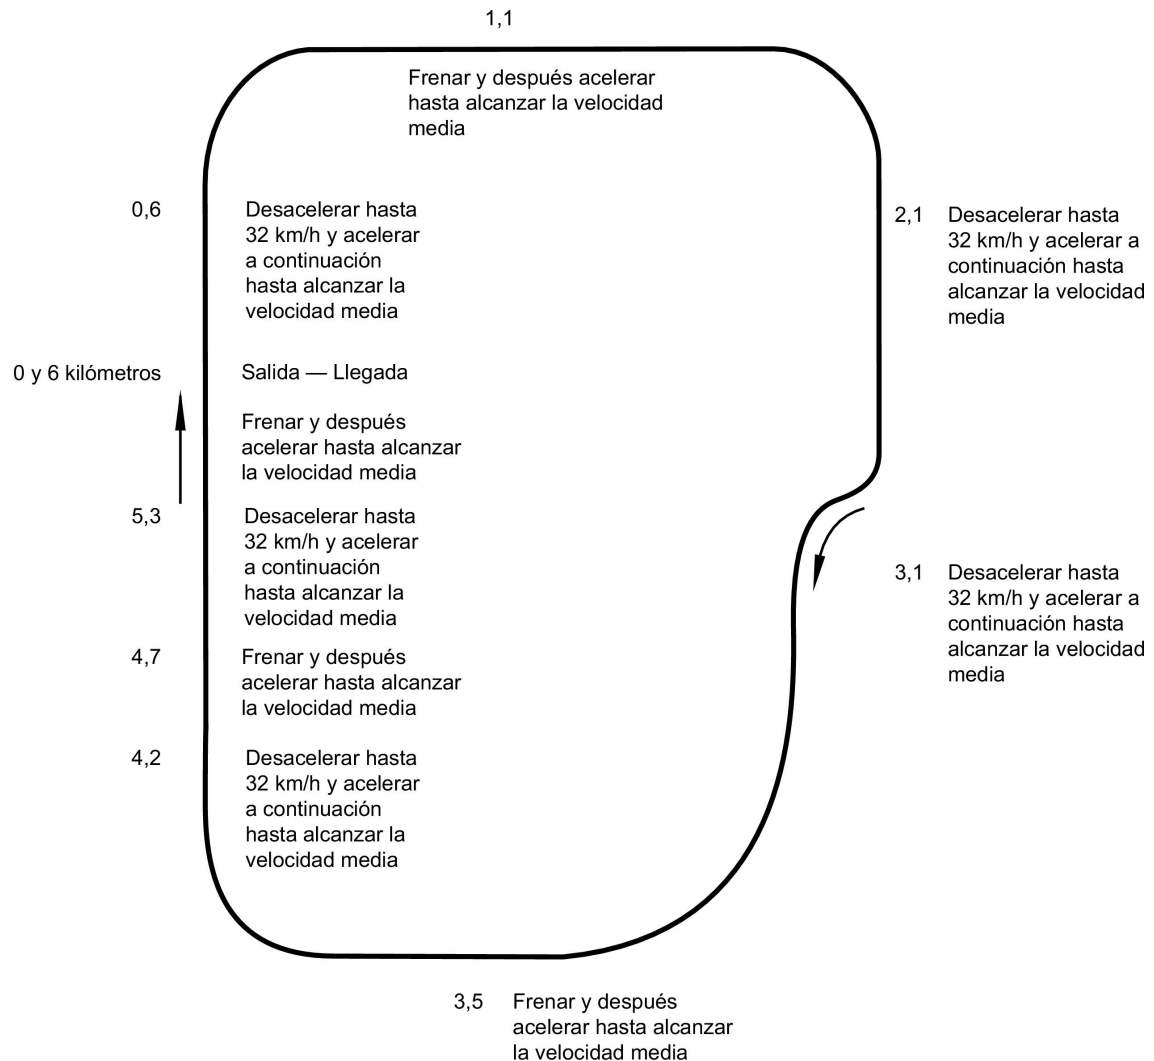 1,1
Frenar y después acelerar
hasta alcanzar la velocidad
media
0,6
Desacelerar hasta
32 km/h y acelerar
a continuación
hasta alcanzar la
velocidad media
2,1
Desacelerar hasta
32 km/h y acelerar a
continuación hasta
alcanzar la velocidad
media
0 y 6 kilómetros
Salida — Llegada
Frenar y después
acelerar hasta alcanzar
la velocidad media
5,3
Desacelerar hasta
32 km/h y acelerar
a continuación
hasta alcanzar la
velocidad media
3,1
Desacelerar hasta
32 km/h y acelerar a
continuación hasta
alcanzar la velocidad
media
4,7
Frenar y después
acelerar hasta alcanzar
la velocidad media
4,2
Desacelerar hasta
32 km/h y acelerar
a continuación
hasta alcanzar la
velocidad media
3,5
Frenar y después
acelerar hasta alcanzar
la velocidad media